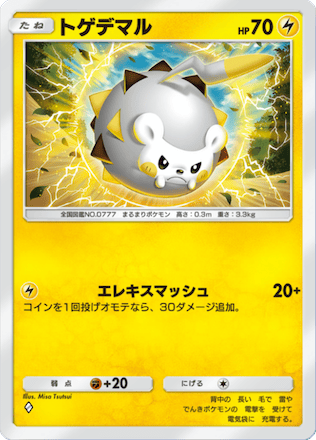 たね トゲデマル HP70
全国図鑑NO.0777 まるまりポケモン 高さ:0.3m 重さ:3.3kg
エレキスマッシュ 20+
コインを1回投げオモテなら、30ダメージ追加。
弱点 +20 にげる
Illus. Misa Tsutsui
背中の 長い 毛で 雷や
でんきポケモンの 電撃を 受けて
電気袋に 充電する。